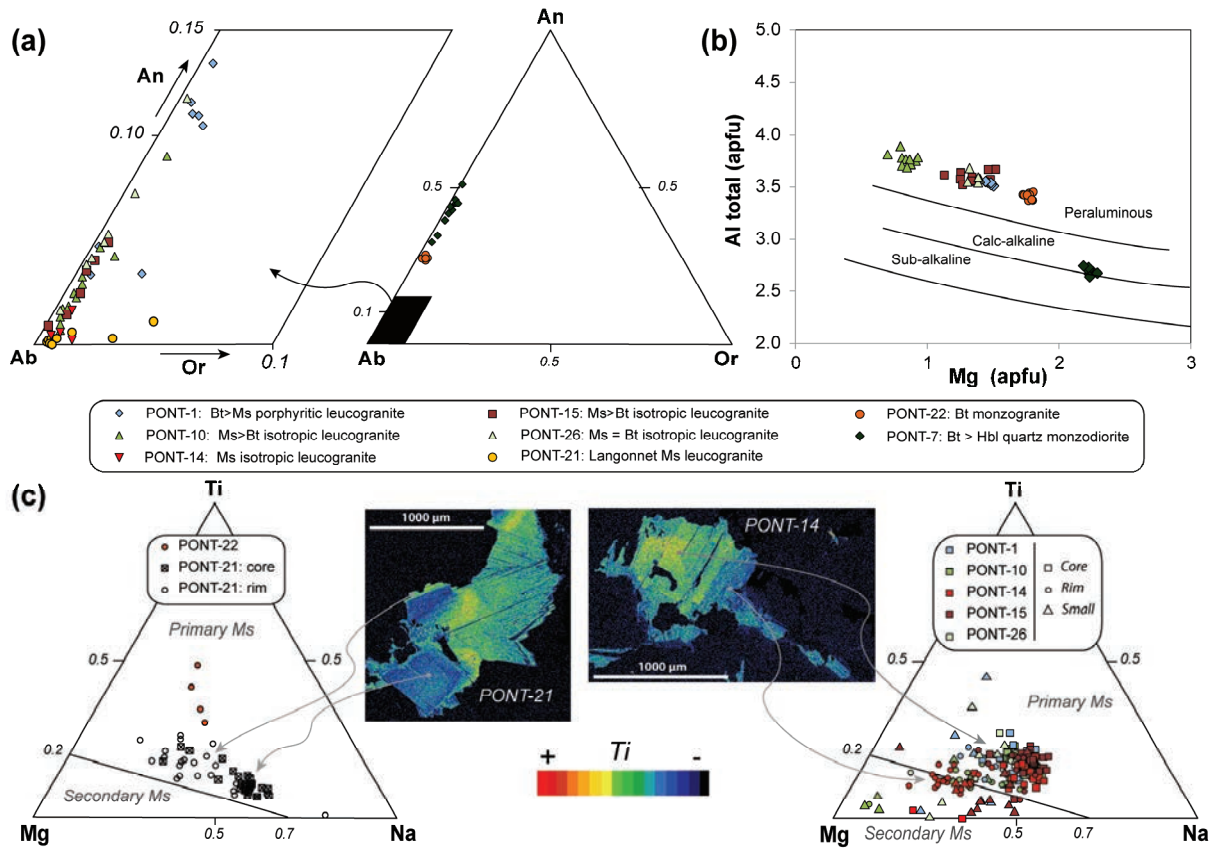 (a)
0.15
An
0.10
Ab
Or
0.1
An
0.5
0.5
0.1
Ab
0.5
Or
(b)
5.0
4.5
4.0
3.5
3.0
2.5
2.0
Al total (apfu)
Peraluminous
Calc-alkaline
Sub-alkaline
0
1
2
3
Mg (apfu)
PONT-1: Bt>Ms porphyritic leucogranite
PONT-15: Ms>Bt isotropic leucogranite
PONT-22: Bt monzogranite
PONT-10: Ms>Bt isotropic leucogranite
PONT-26: Ms = Bt isotropic leucogranite
PONT-7: Bt > Hbl quartz monzodiorite
PONT-14: Ms isotropic leucogranite
PONT-21: Langonnet Ms leucogranite
(c)
Ti
PONT-22
PONT-21: core
PONT-21: rim
Primary Ms
0.5
0.5
0.2
Secondary Ms
Mg
0.5
0.7
Na
1000 µm
PONT-21
PONT-14
1000 µm
+ Ti -
Ti
PONT-1
PONT-10
PONT-14
PONT-15
PONT-26
Core
Rim
Small
0.5
0.5
Primary Ms
0.2
Mg
Secondary Ms
0.5
0.7
Na